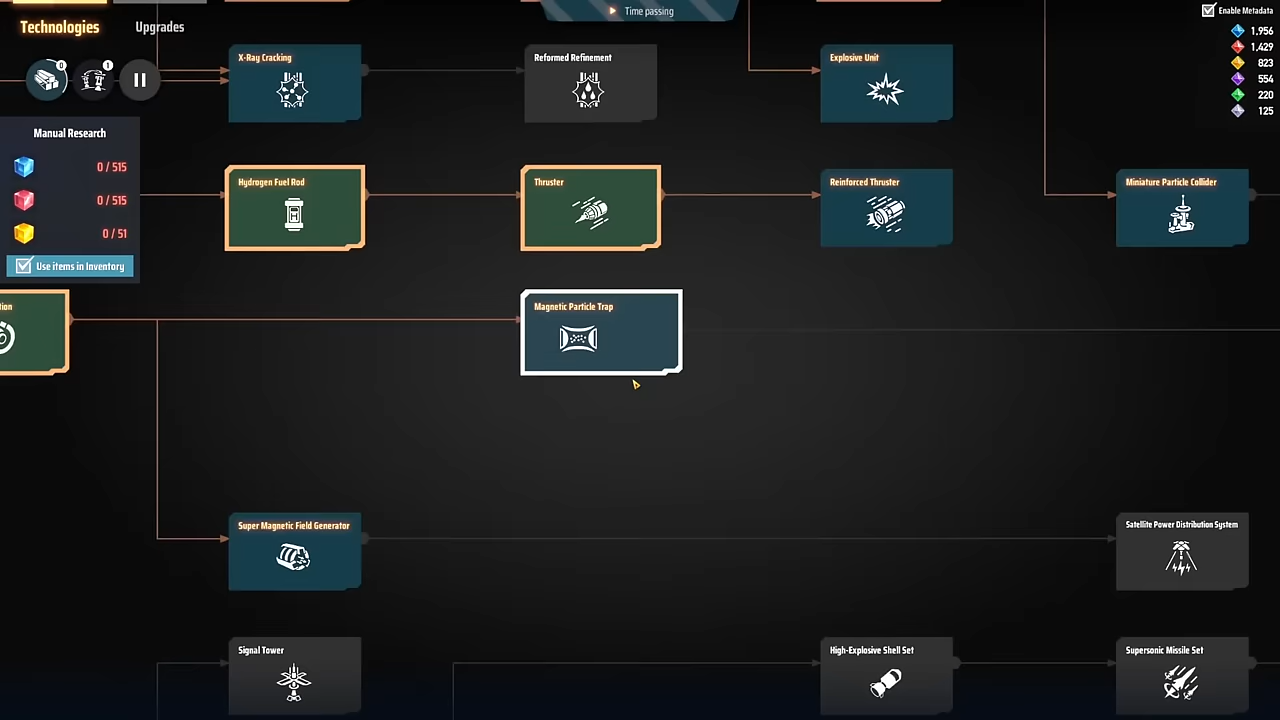 Time passing
Technologies
Upgrades
Enable Metadata
1,956
1,429
823
554
220
125
0
1
X-Ray Cracking
Reformed Refinement
Explosive Unit
Manual Research
0 / 515
0 / 515
0 / 51
Use items in Inventory
Hydrogen Fuel Rod
Thruster
Reinforced Thruster
Miniature Particle Collider
tion
Magnetic Particle Trap
Super Magnetic Field Generator
Satellite Power Distribution System
Signal Tower
High-Explosive Shell Set
Supersonic Missile Set